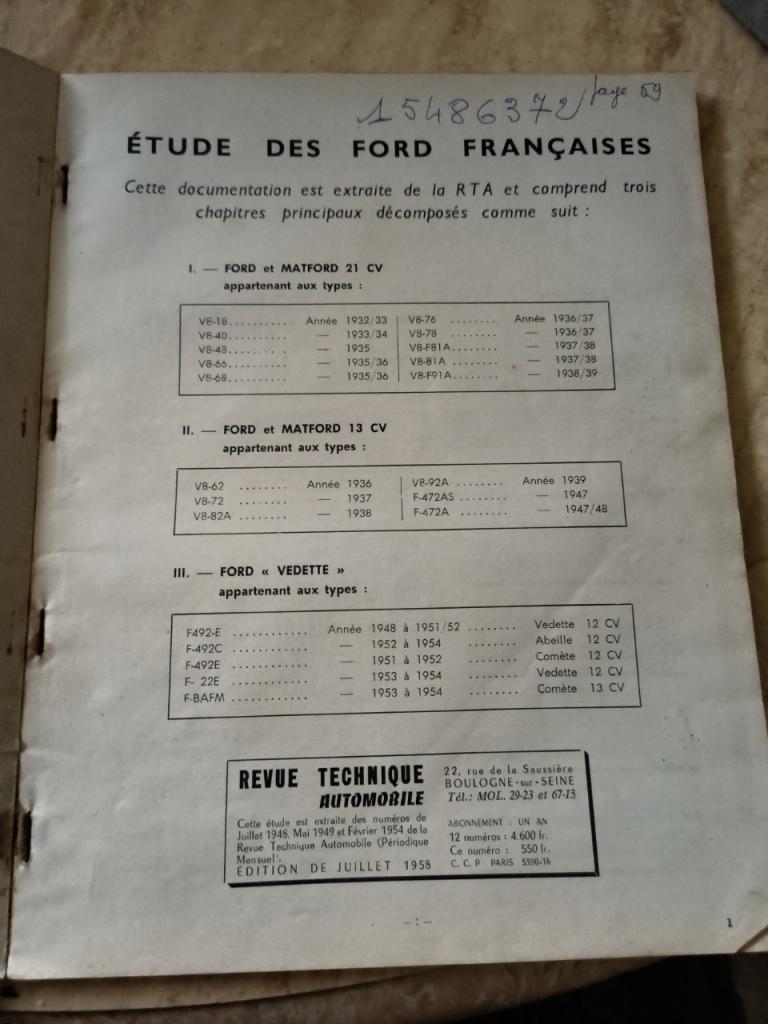 15486372 page 59
ÉTUDE DES FORD FRANÇAISES
Cette documentation est extraite de la RTA et comprend trois
chapitres principaux décomposés comme suit :
I. — FORD et MATFORD 21 CV
appartenant aux types :
V8-18.......... Année 1932/33
V8-40.......... — 1933/34
V8-48.......... — 1935
V8-66.......... — 1935/36
V8-68.......... — 1935/36
V8-76 ........ Année 1936/37
V8-78 ........ — 1936/37
V8-F81A........ — 1937/38
V8-81A ........ — 1937/38
V8-F91A........ — 1938/39
II. — FORD et MATFORD 13 CV
appartenant aux types :
V8-62 ........ Année 1936
V8-72 ........ — 1937
V8-82A ........ — 1938
V8-92A ........ Année 1939
F-472AS ........ — 1947
F-472A ........ — 1947/48
III. — FORD « VEDETTE »
appartenant aux types :
F492-E ............ Année 1948 à 1951/52 ........ Vedette 12 CV
F-492C ............ — 1952 à 1954 ........ Abeille 12 CV
F-492E ............ — 1951 à 1952 ........ Comète 12 CV
F- 22E ............ — 1953 à 1954 ........ Vedette 12 CV
F-BAFM ............ — 1953 à 1954 ........ Comète 13 CV
REVUE TECHNIQUE
AUTOMOBILE
Cette étude est extraite des numéros de
Juillet 1948, Mai 1949 et Février 1954 de la
Revue Technique Automobile (Périodique
Mensuel).
ÉDITION DE JUILLET 1958
22, rue de la Saussière
BOULOGNE-sur-SEINE
Tél.: MOL. 29-23 et 67-15
ABONNEMENT : UN AN
12 numéros : 4.600 fr.
Ce numéro : 550 fr.
C. C. P PARIS 5390-18
—:—
1